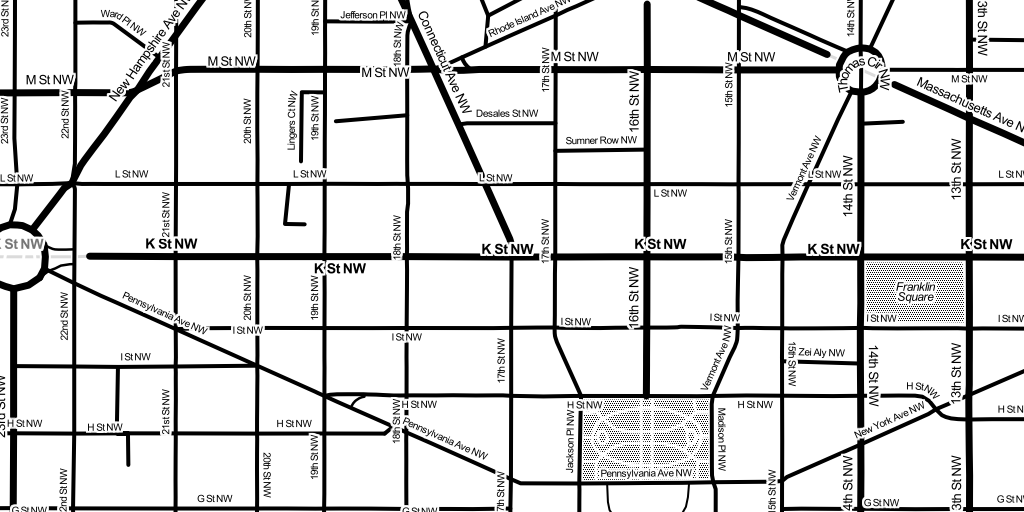 23rd St NW
Ward Pl NW
New Hampshire Ave NW
20th St NW
19th St NW
Jefferson Pl NW
18th St NW
Connecticut Ave NW
Rhode Island Ave NW
14th St NW
13th St NW
M St NW
21st St NW
M St NW
M St NW
M St NW
17th St NW
M St NW
15th St NW
Thomas Cir NW
M St NW
Massachusetts Ave NW
23rd St NW
22nd St NW
20th St NW
Lingers Ct NW
19th St NW
Desales St NW
16th St NW
Sumner Row NW
Vermont Ave NW
14th St NW
13th St NW
L St NW
L St NW
L St NW
L St NW
L St NW
L St NW
L St NW
21st St NW
18th St NW
17th St NW
15th St NW
K St NW
K St NW
K St NW
K St NW
K St NW
K St NW
K St NW
22nd St NW
Pennsylvania Ave NW
20th St NW
19th St NW
16th St NW
Franklin
Square
I St NW
I St NW
I St NW
I St NW
I St NW
I St NW
I St NW
I St NW
17th St NW
Vermont Ave NW
15th St NW
Zei Aly NW
14th St NW
13th St NW
23rd St NW
H St NW
H St NW
21st St NW
H St NW
19th St NW
18th St NW
H St NW
Pennsylvania Ave NW
H St NW
Jackson Pl NW
Madison Pl NW
H St NW
H St NW
New York Ave NW
H St NW
Pennsylvania Ave NW
2nd St NW
20th St NW
G St NW
G St NW
G St NW
7th St NW
15th St NW
4th St NW
G St NW
3th St NW
G St NW